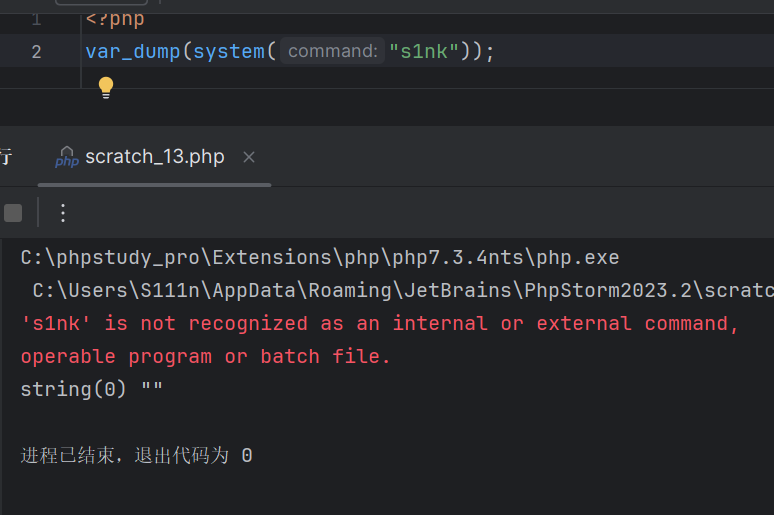 1 <?php
2 var_dump(system( command: "s1nk"));
行 php scratch_13.php ×
C:\phpstudy_pro\Extensions\php\php7.3.4nts\php.exe
C:\Users\S111n\AppData\Roaming\JetBrains\PhpStorm2023.2\scratc
's1nk' is not recognized as an internal or external command,
operable program or batch file.
string(0) ""
进程已结束，退出代码为 0